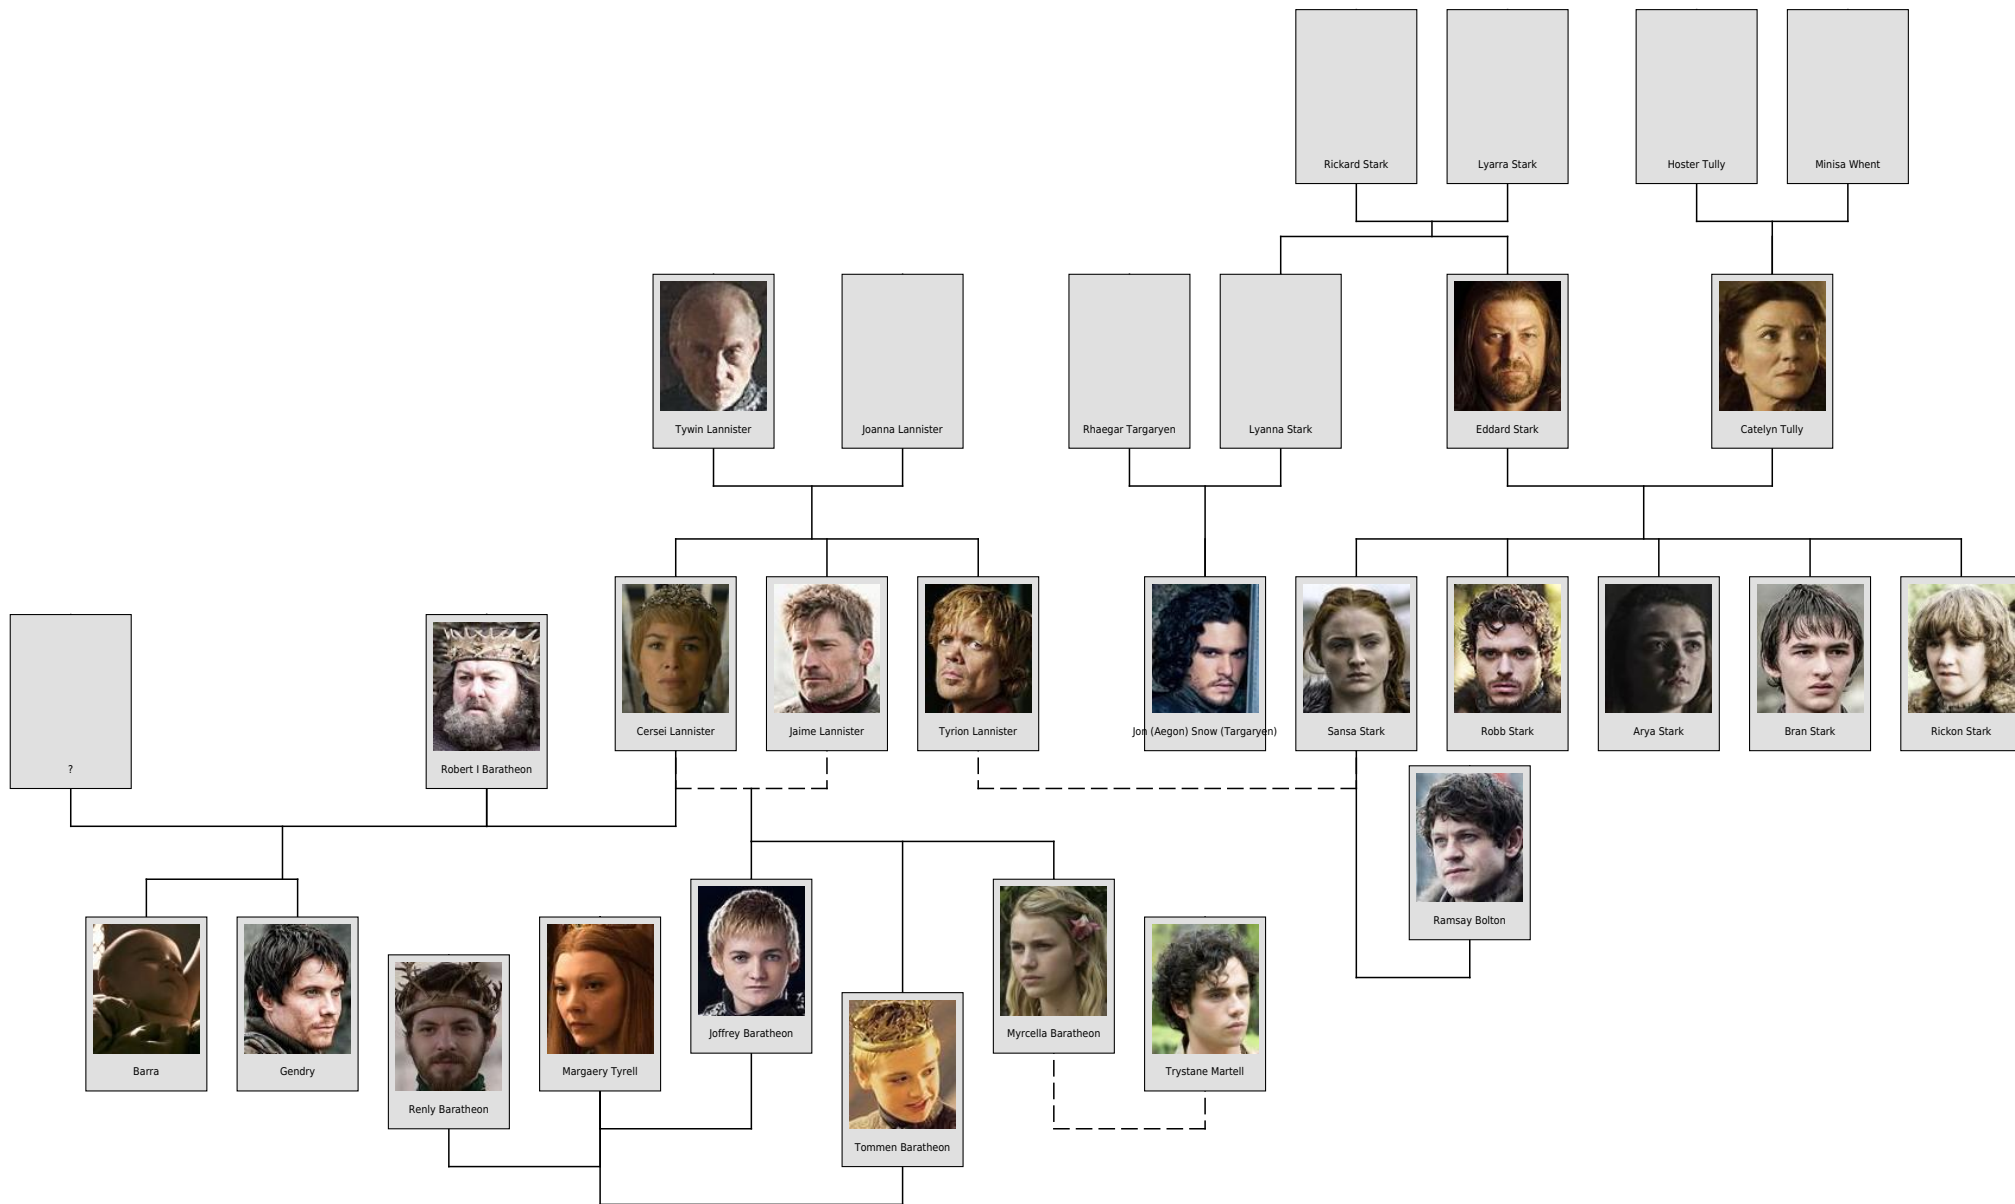 Rickard Stark
Lyarra Stark
Hoster Tully
Minisa Whent
Tywin Lannister
Joanna Lannister
Rhaegar Targaryen
Lyanna Stark
Eddard Stark
Catelyn Tully
?
Robert I Baratheon
Cersei Lannister
Jaime Lannister
Tyrion Lannister
Jon (Aegon) Snow (Targaryen)
Sansa Stark
Robb Stark
Arya Stark
Bran Stark
Rickon Stark
Ramsay Bolton
Barra
Gendry
Renly Baratheon
Margaery Tyrell
Joffrey Baratheon
Tommen Baratheon
Myrcella Baratheon
Trystane Martell